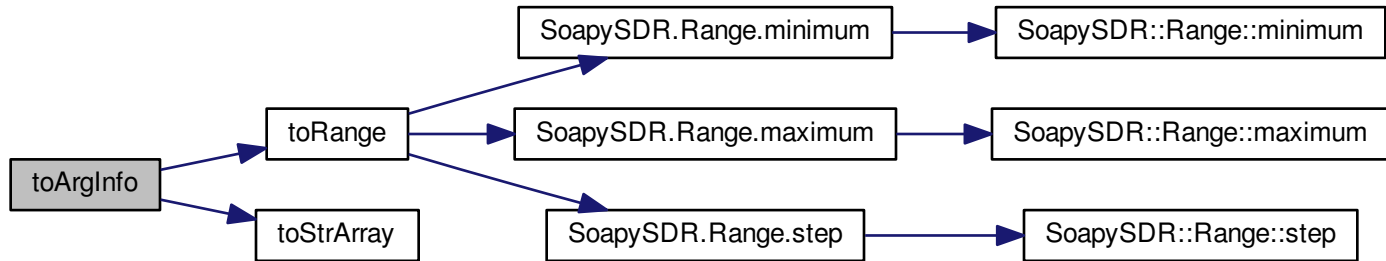 SoapySDR.Range.minimum
SoapySDR::Range::minimum
toRange
SoapySDR.Range.maximum
SoapySDR::Range::maximum
toArgInfo
toStrArray
SoapySDR.Range.step
SoapySDR::Range::step